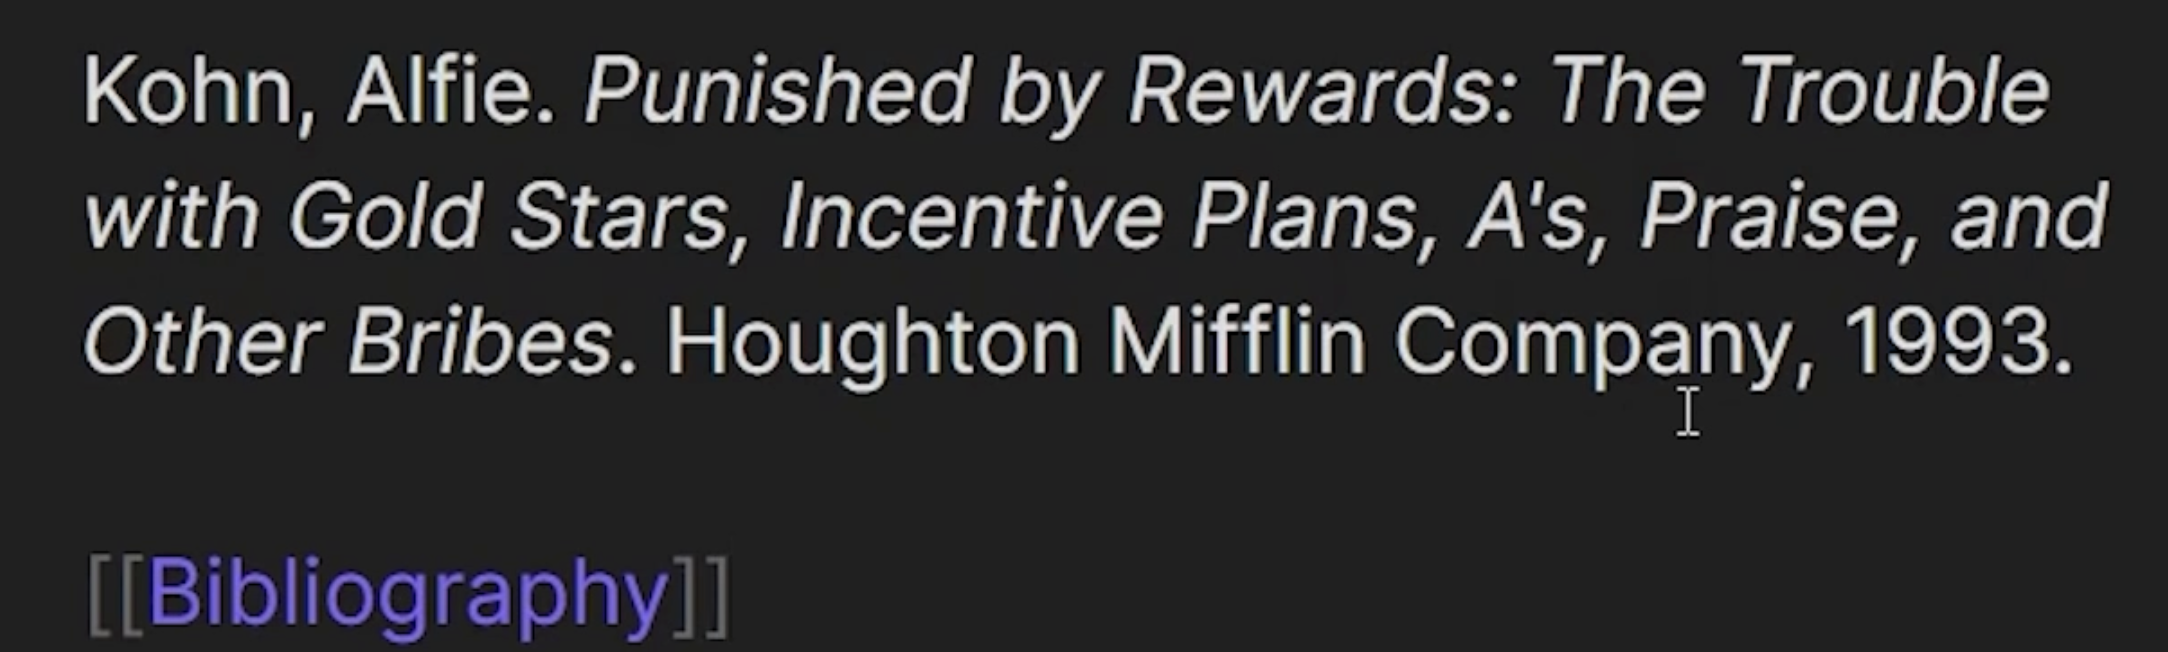 Kohn, Alfie. Punished by Rewards: The Trouble
with Gold Stars, Incentive Plans, A's, Praise, and
Other Bribes. Houghton Mifflin Company, 1993.
[[Bibliography]]